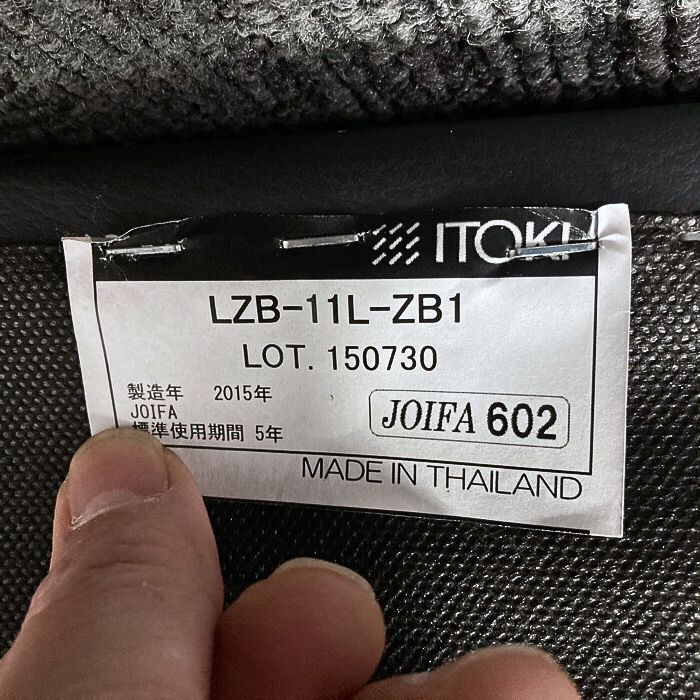 ITOKI
LZB-11L-ZB1
LOT. 150730
製造年 2015年
JOIFA
標準使用期間 5年
JOIFA 602
MADE IN THAILAND